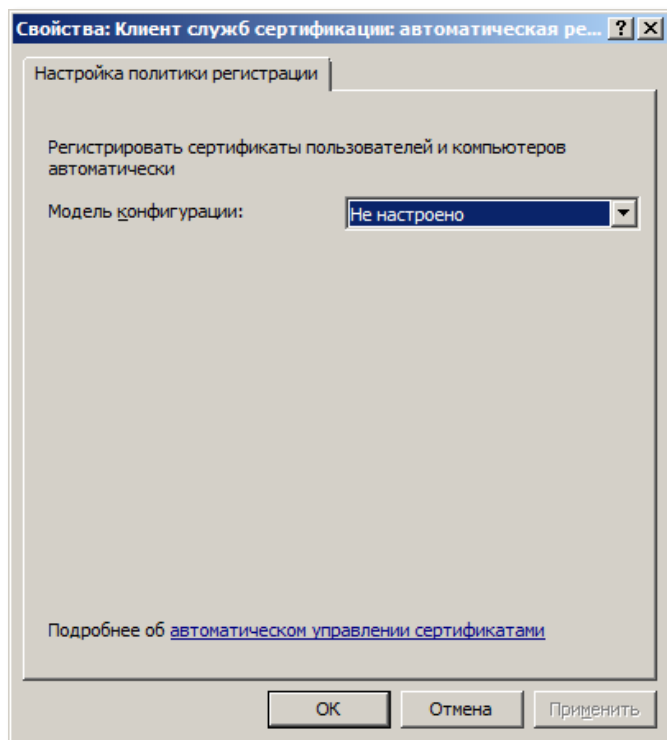 Свойства: Клиент служб сертификации: автоматическая ре...
Настройка политики регистрации
Регистрировать сертификаты пользователей и компьютеров
автоматически
Модель конфигурации: Не настроено
Подробнее об автоматическом управлении сертификатами
ОК Отмена Применить